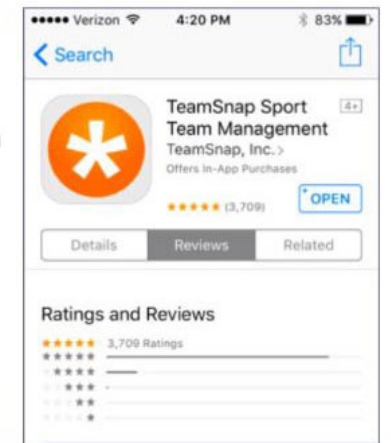 Verizon 4:20 PM 83%
Search
TeamSnap Sport 4+
Team Management
TeamSnap, Inc. >
Offers In-App Purchases
★★★★★ (3,709)
+ OPEN
Details Reviews Related
Ratings and Reviews
★★★★★ 3,709 Ratings
★★★★★
★★★★
★★★
★★
★